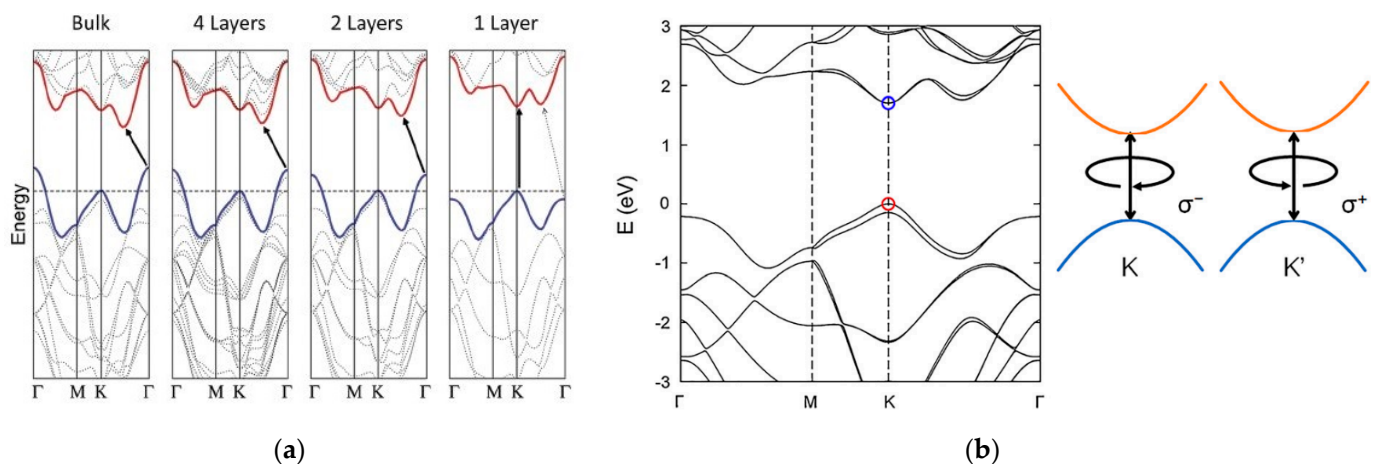 Bulk 4 Layers 2 Layers 1 Layer
Energy
Γ M K Γ Γ M K Γ Γ M K Γ Γ M K Γ
(a)
3
2
1
0
-1
-2
-3
E (eV)
Γ M K Γ
σ⁻ σ⁺
K K’
(b)